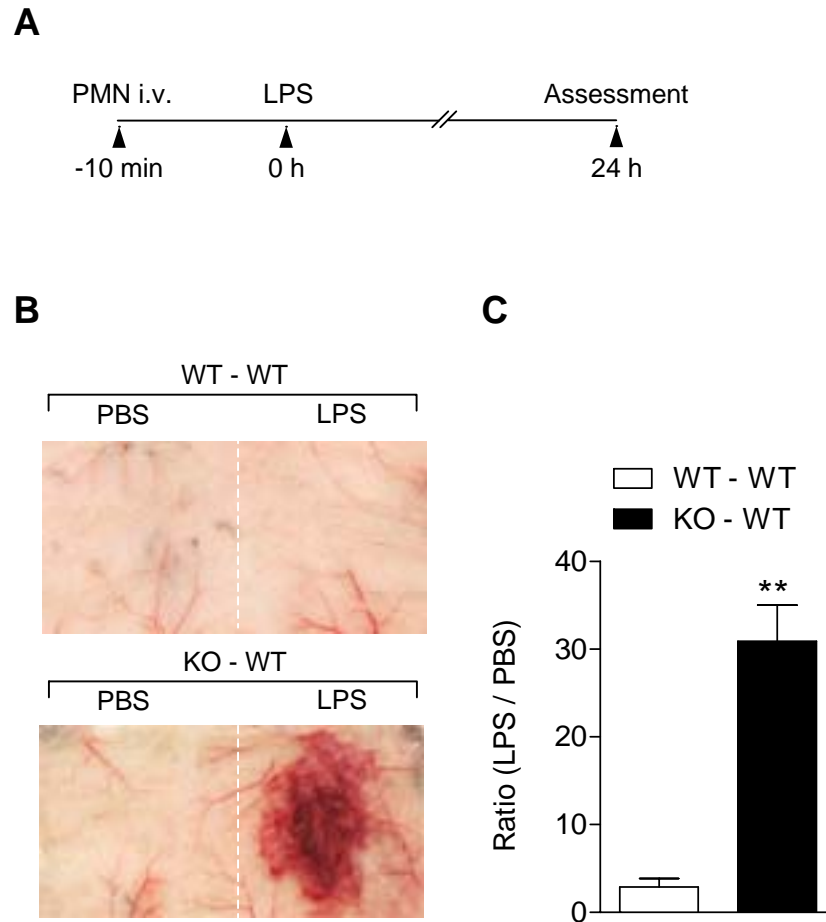 A
PMN i.v. LPS Assessment
-10 min 0 h 24 h
B
WT - WT
PBS LPS
KO - WT
PBS LPS
C
WT - WT
KO - WT
Ratio (LPS / PBS)
40
**
30
20
10
0